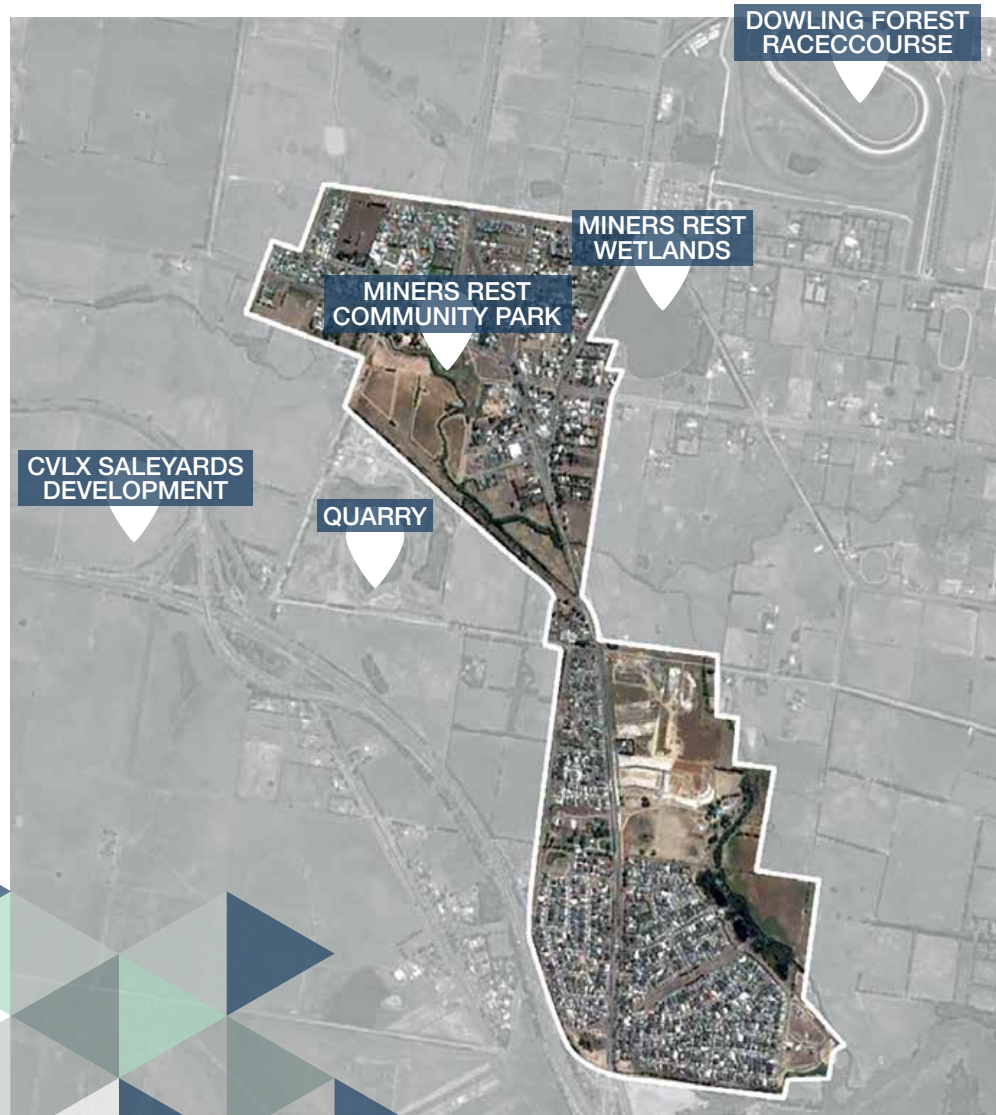 DOWLING FOREST
RACECCOURSE
MINERS REST
WETLANDS
MINERS REST
COMMUNITY PARK
CVLX SALEYARDS
DEVELOPMENT
QUARRY